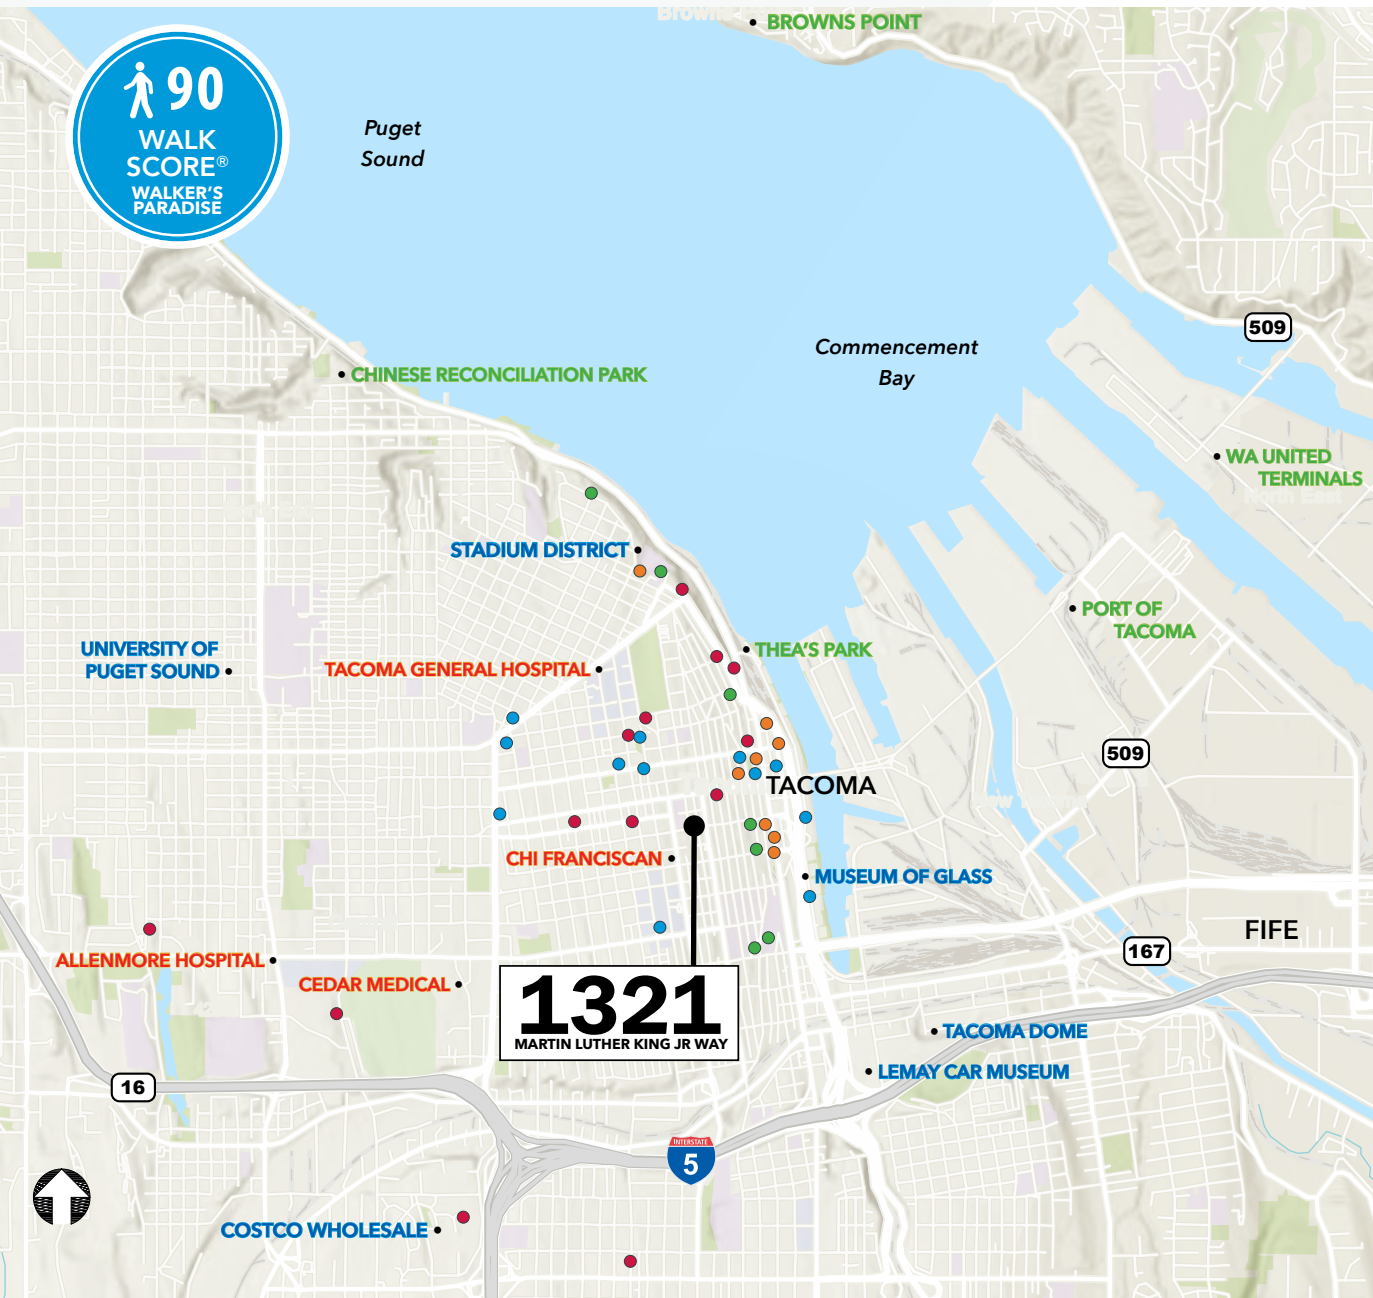 BROWNS POINT
90
WALK
SCORE®
WALKER'S
PARADISE
Puget
Sound
509
Commencement
Bay
CHINESE RECONCILIATION PARK
WA UNITED
TERMINALS
North East
STADIUM DISTRICT
PORT OF
TACOMA
UNIVERSITY OF
PUGET SOUND
THEA'S PARK
TACOMA GENERAL HOSPITAL
509
TACOMA
CHI FRANCISCAN
MUSEUM OF GLASS
FIFE
167
ALLENMORE HOSPITAL
CEDAR MEDICAL
1321
MARTIN LUTHER KING JR WAY
TACOMA DOME
LEMAY CAR MUSEUM
16
INTERSTATE
5
COSTCO WHOLESALE